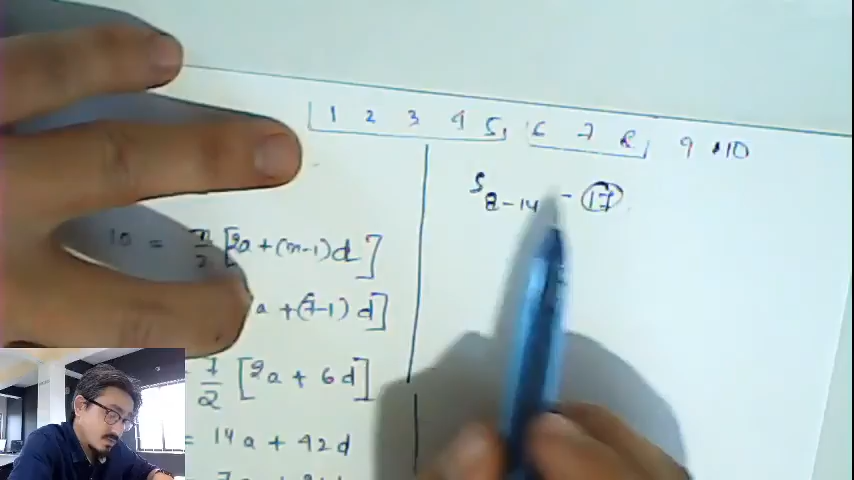 1 2 3 4 5, 6 7 8 9 10
S 8-14 - 17
10 = n/2 [2a + (n-1)d]
a + (7-1) d]
7/2 [2a + 6d]
= 14a + 42d